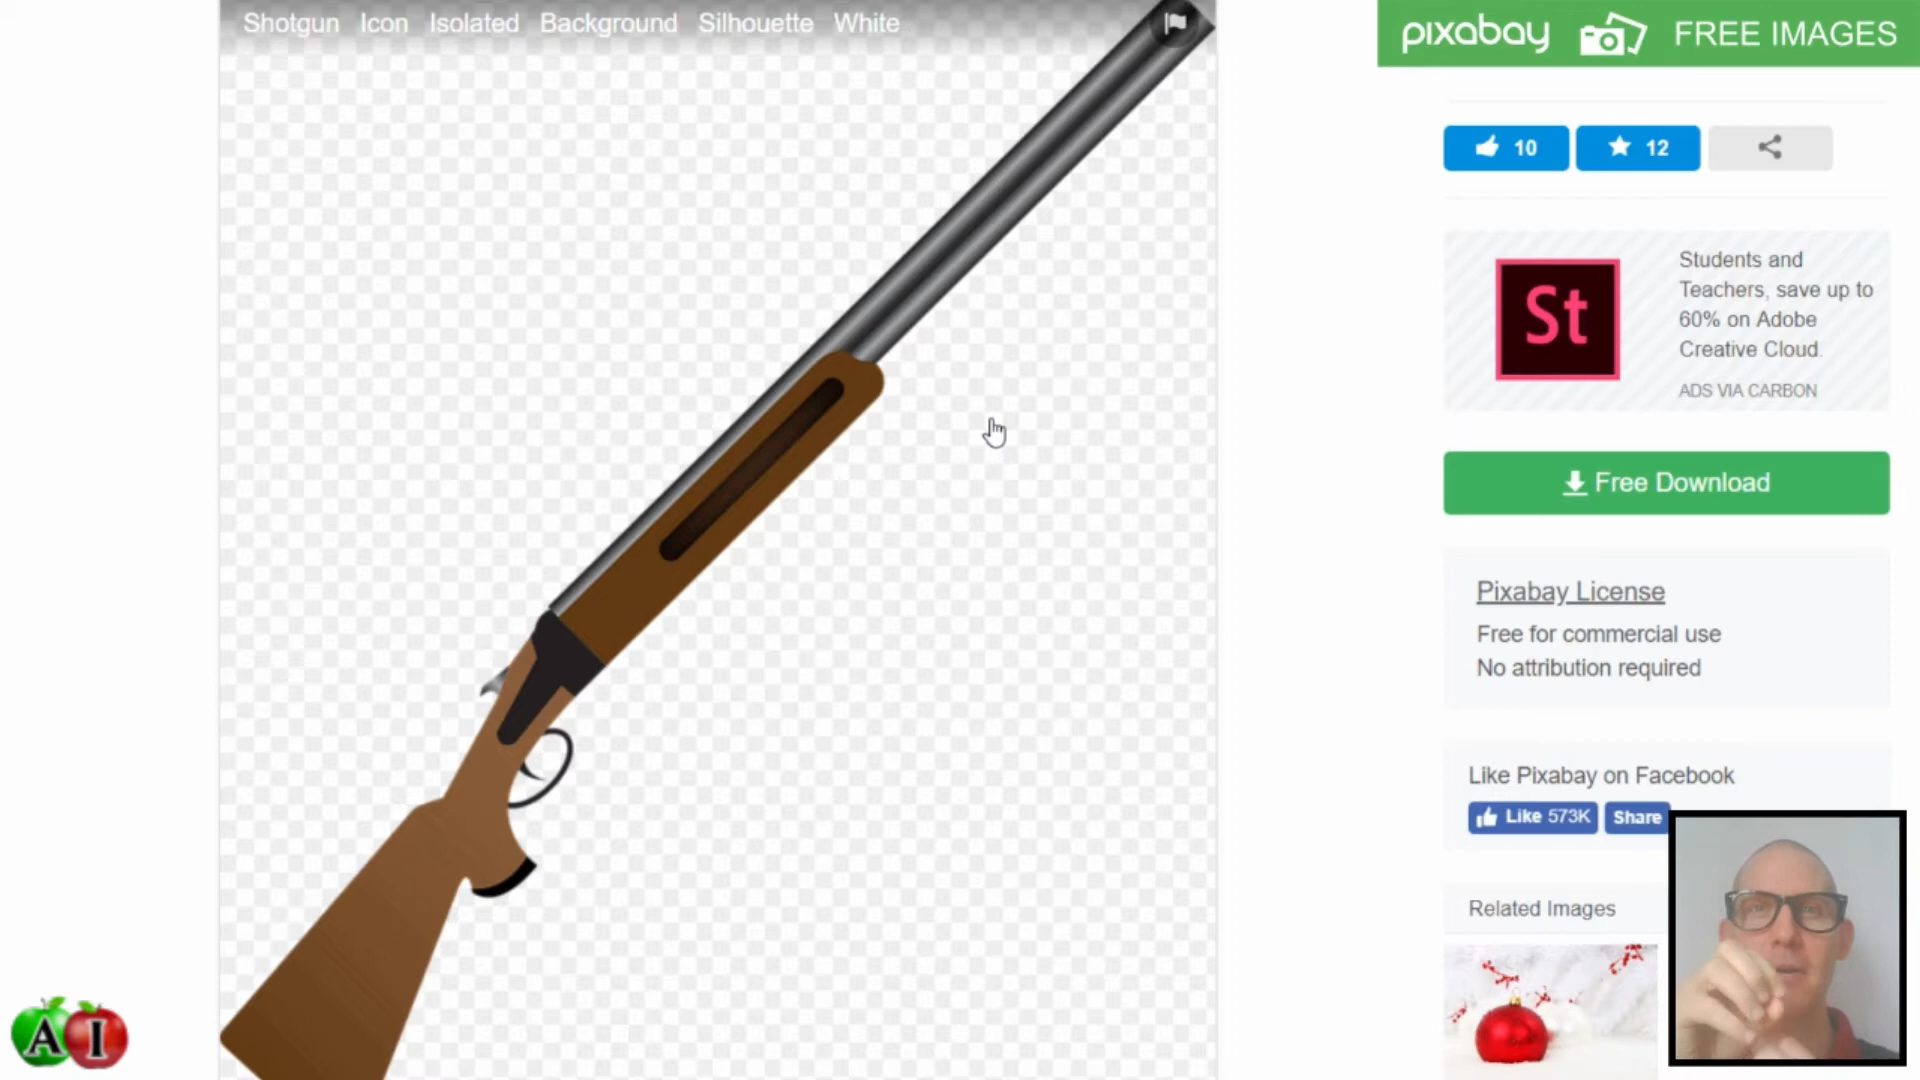 Shotgun Icon Isolated Background Silhouette White
pixabay FREE IMAGES
10
12
St
Students and
Teachers, save up to
60% on Adobe
Creative Cloud.
ADS VIA CARBON
Free Download
Pixabay License
Free for commercial use
No attribution required
Like Pixabay on Facebook
Like 573K
Share
Related Images
A I